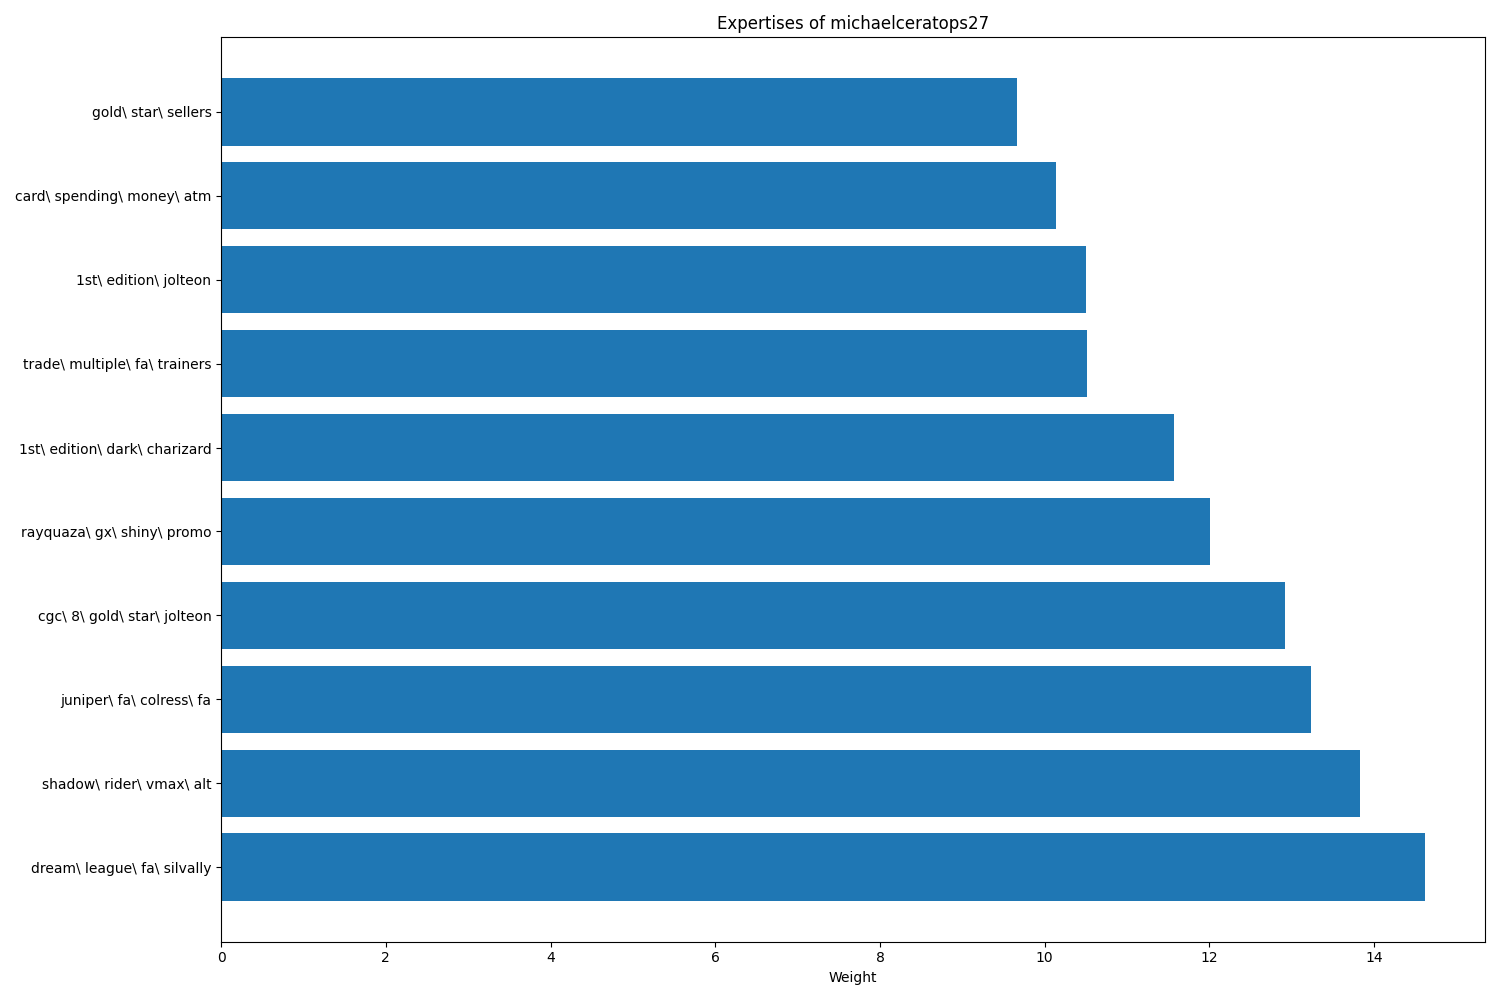 Expertises of michaelceratops27
gold\ star\ sellers
card\ spending\ money\ atm
1st\ edition\ jolteon
trade\ multiple\ fa\ trainers
1st\ edition\ dark\ charizard
rayquaza\ gx\ shiny\ promo
cgc\ 8\ gold\ star\ jolteon
juniper\ fa\ colress\ fa
shadow\ rider\ vmax\ alt
dream\ league\ fa\ silvally
0 2 4 6 8 10 12 14
Weight